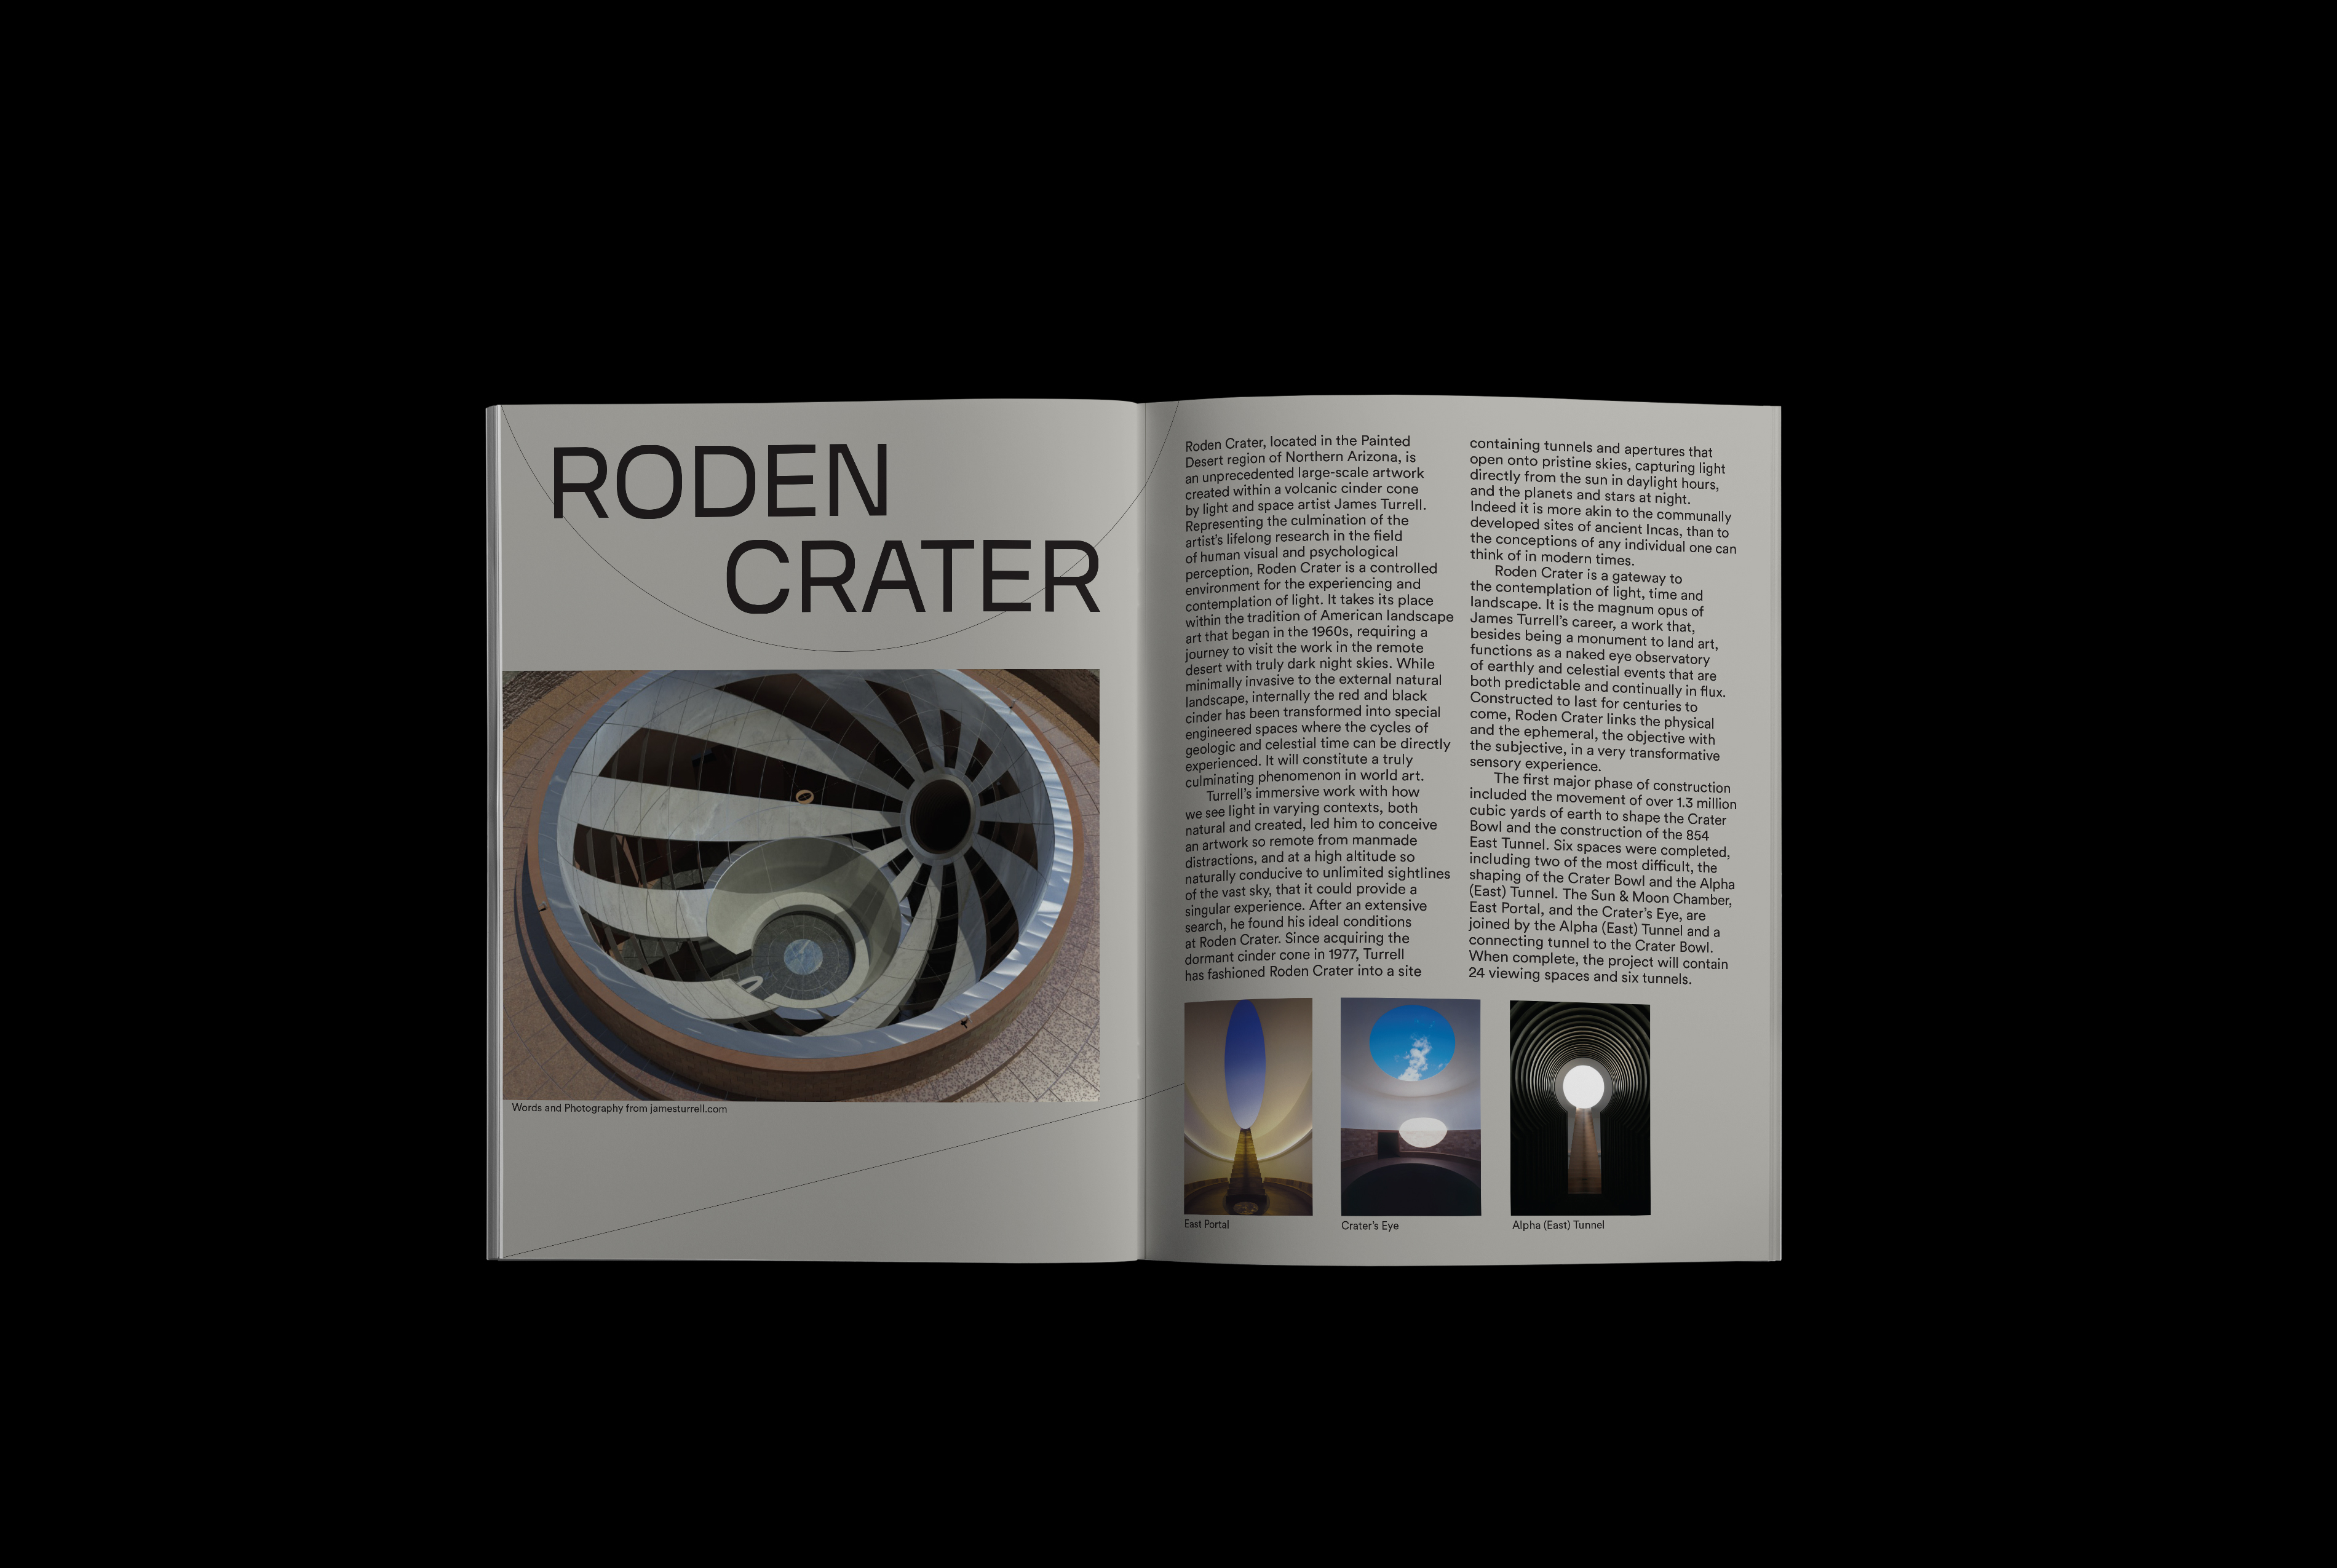 RODEN
CRATER
Words and Photography from jamesturrell.com
Roden Crater, located in the Painted
Desert region of Northern Arizona, is
an unprecedented large-scale artwork
created within a volcanic cinder cone
by light and space artist James Turrell.
Representing the culmination of the
artist's lifelong research in the field
of human visual and psychological
perception, Roden Crater is a controlled
environment for the experiencing and
contemplation of light. It takes its place
within the tradition of American landscape
art that began in the 1960s, requiring a
journey to visit the work in the remote
desert with truly dark night skies. While
minimally invasive to the external natural
landscape, internally the red and black
cinder has been transformed into special
engineered spaces where the cycles of
geologic and celestial time can be directly
experienced. It will constitute a truly
culminating phenomenon in world art.
Turrell's immersive work with how
we see light in varying contexts, both
natural and created, led him to conceive
an artwork so remote from manmade
distractions, and at a high altitude so
naturally conducive to unlimited sightlines
of the vast sky, that it could provide a
singular experience. After an extensive
search, he found his ideal conditions
at Roden Crater. Since acquiring the
dormant cinder cone in 1977, Turrell
has fashioned Roden Crater into a site
containing tunnels and apertures that
open onto pristine skies, capturing light
directly from the sun in daylight hours,
and the planets and stars at night.
Indeed it is more akin to the communally
developed sites of ancient Incas, than to
the conceptions of any individual one can
think of in modern times.
Roden Crater is a gateway to
the contemplation of light, time and
landscape. It is the magnum opus of
James Turrell's career, a work that,
besides being a monument to land art,
functions as a naked eye observatory
of earthly and celestial events that are
both predictable and continually in flux.
Constructed to last for centuries to
come, Roden Crater links the physical
and the ephemeral, the objective with
the subjective, in a very transformative
sensory experience.
The first major phase of construction
included the movement of over 1.3 million
cubic yards of earth to shape the Crater
Bowl and the construction of the 854
East Tunnel. Six spaces were completed,
including two of the most difficult, the
shaping of the Crater Bowl and the Alpha
(East) Tunnel. The Sun & Moon Chamber,
East Portal, and the Crater's Eye, are
joined by the Alpha (East) Tunnel and a
connecting tunnel to the Crater Bowl.
When complete, the project will contain
24 viewing spaces and six tunnels.
East Portal
Crater's Eye
Alpha (East) Tunnel